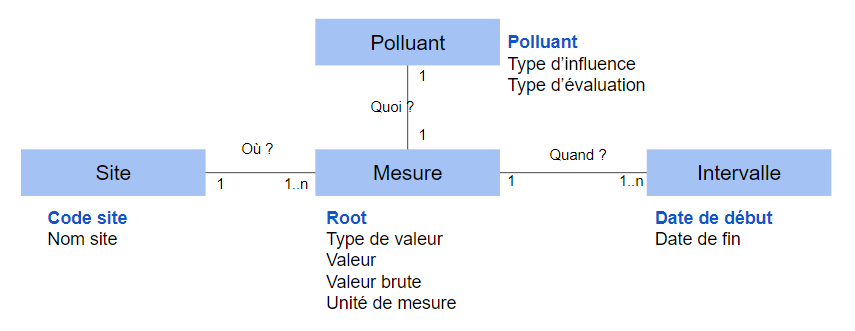 Polluant
Polluant
Type d'influence
Type d'évaluation
1
Quoi ?
1
Où ?
Quand ?
Site
Mesure
Intervalle
1
1..n
1
1..n
Code site
Nom site
Root
Type de valeur
Valeur
Valeur brute
Unité de mesure
Date de début
Date de fin